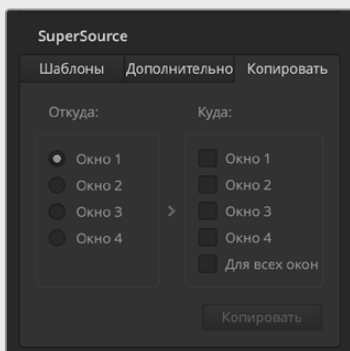 SuperSource
Шаблоны Дополнительно Копировать
Откуда: Куда:
Окно 1 Окно 1
Окно 2 Окно 2
Окно 3 > Окно 3
Окно 4 Окно 4
Для всех окон
Копировать